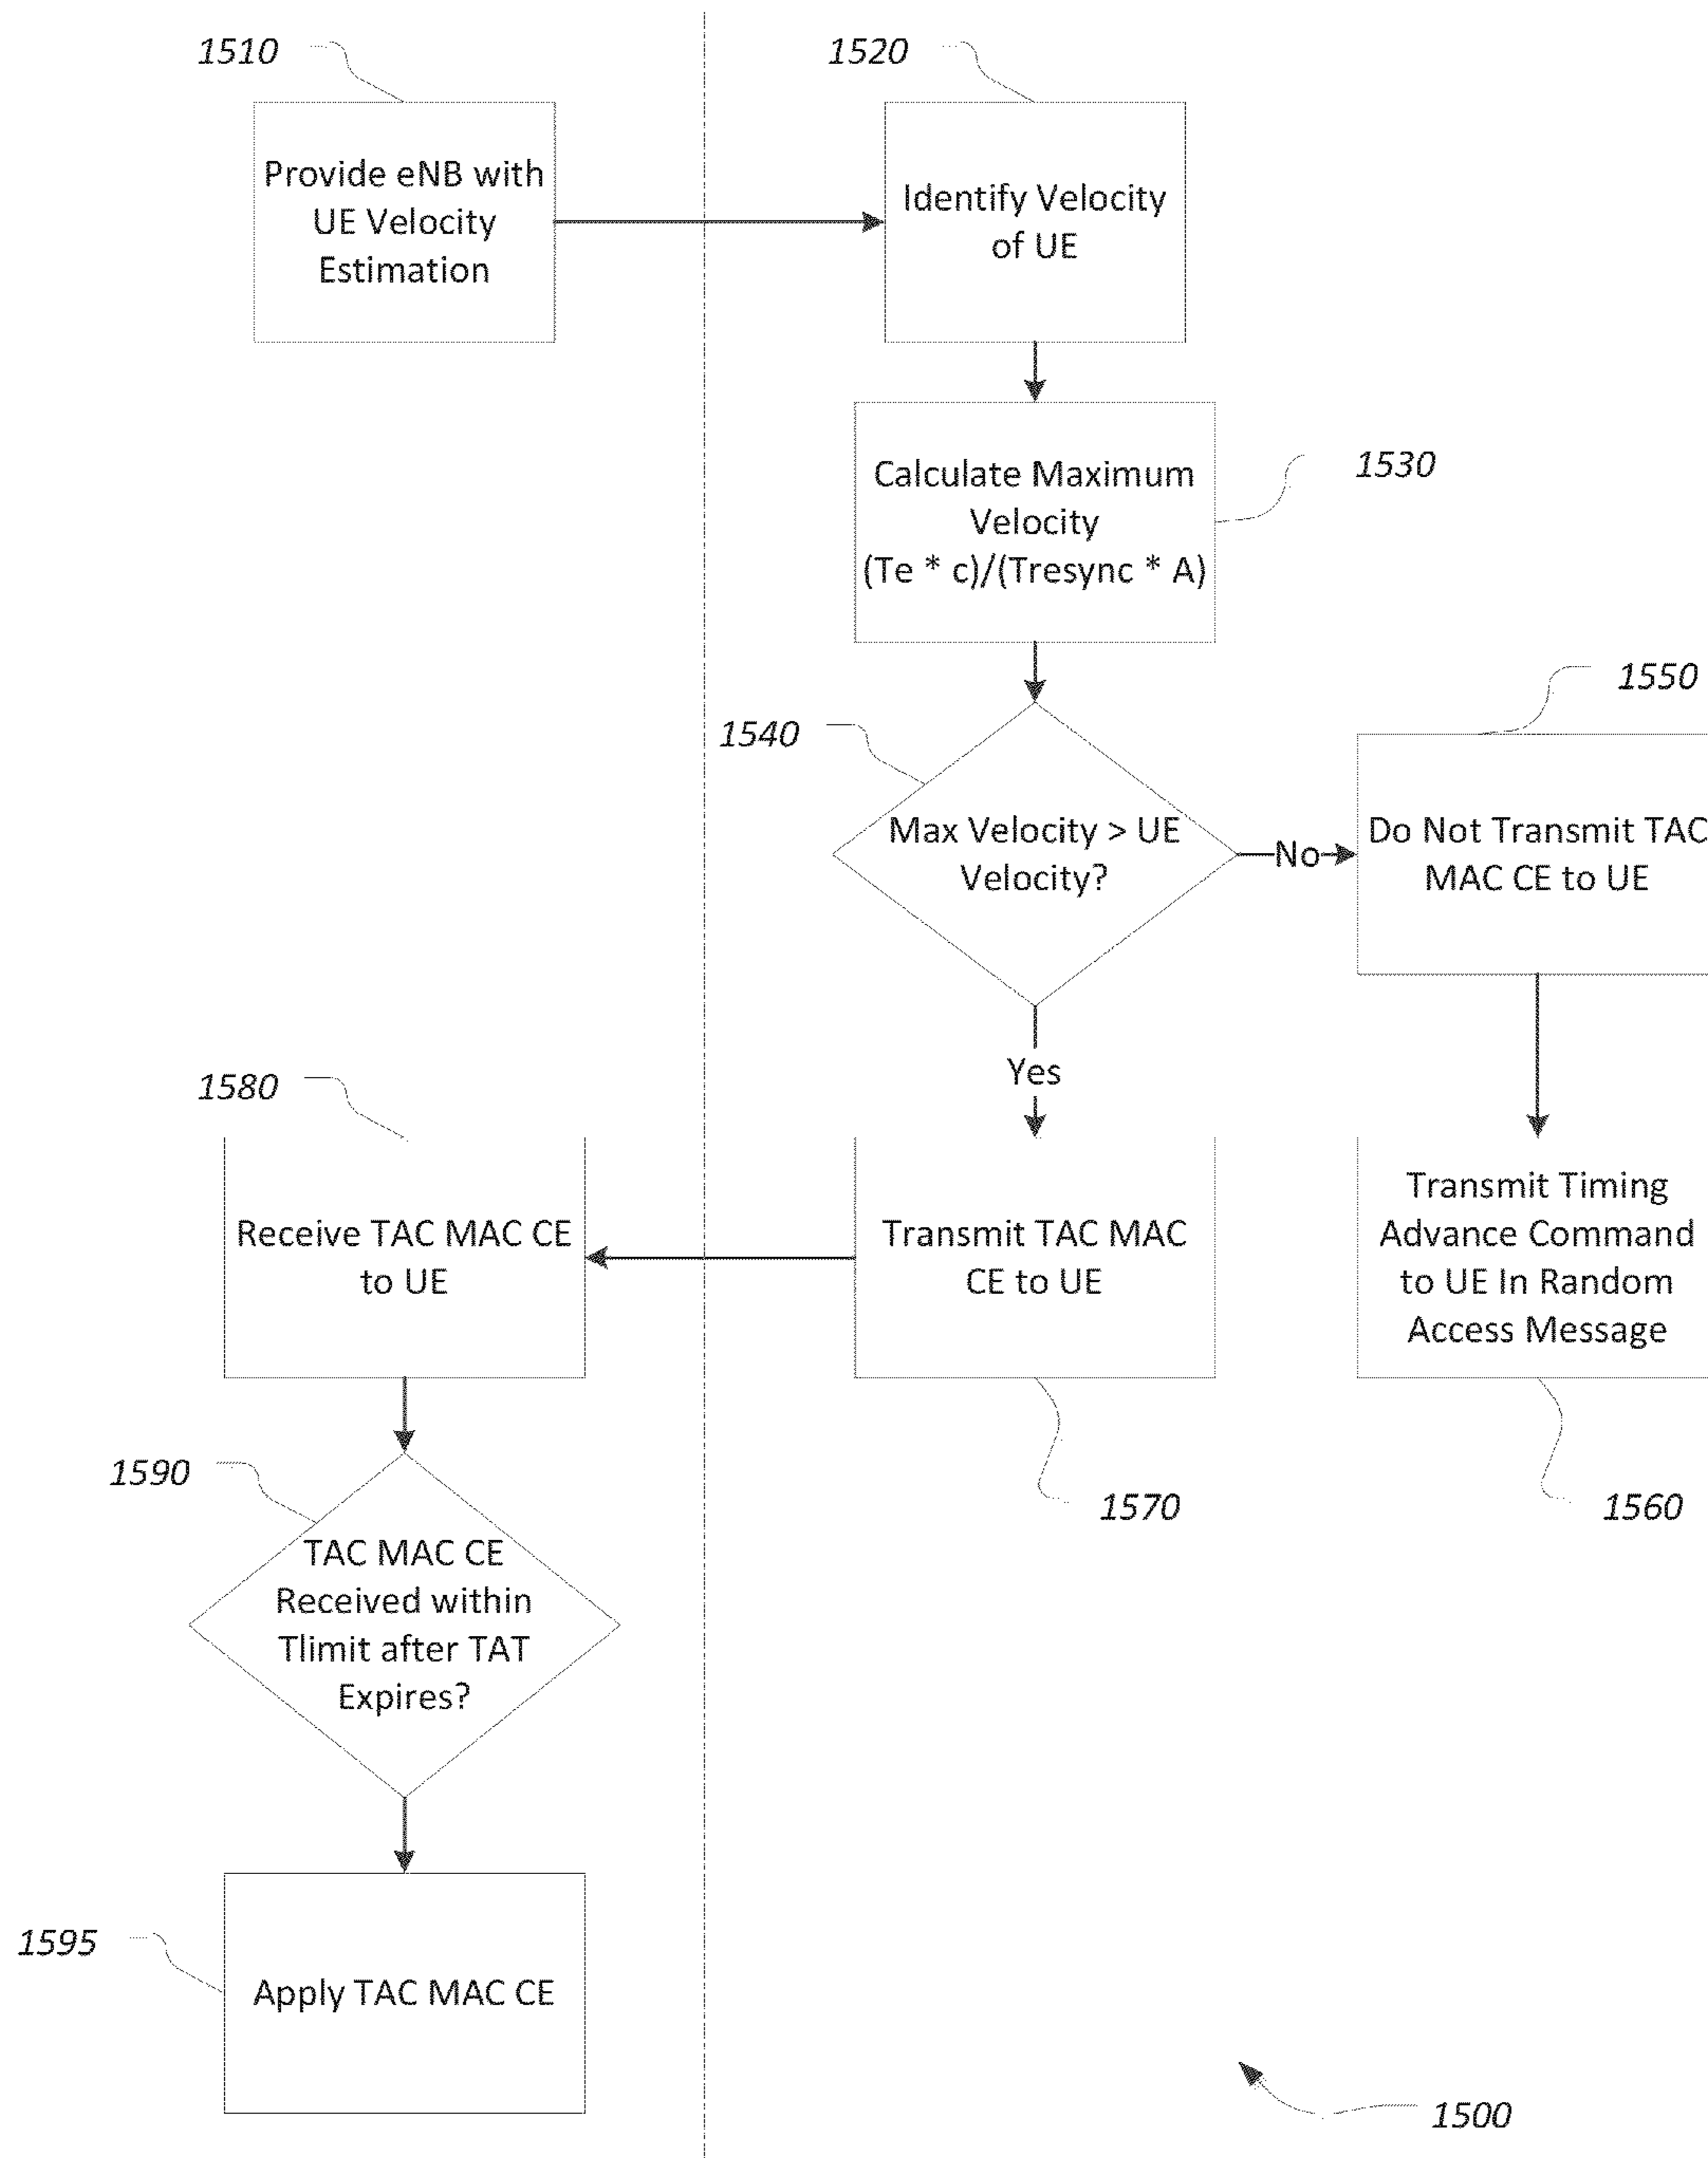 1510
1520
Provide eNB with
UE Velocity
Estimation
Identify Velocity
of UE
Calculate Maximum
Velocity
(Te * c)/(Tresync * A)
1530
1540
Max Velocity > UE
Velocity?
No
1550
Do Not Transmit TAC
MAC CE to UE
Yes
1580
Receive TAC MAC CE
to UE
Transmit TAC MAC
CE to UE
Transmit Timing
Advance Command
to UE In Random
Access Message
1570
1560
1590
TAC MAC CE
Received within
Tlimit after TAT
Expires?
1595
Apply TAC MAC CE
1500